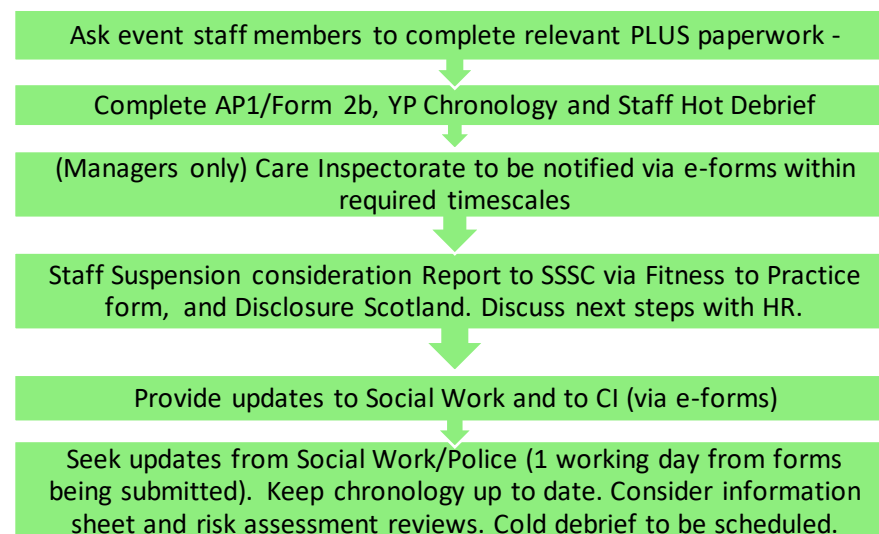 Ask event staff members to complete relevant PLUS paperwork -
Complete AP1/Form 2b, YP Chronology and Staff Hot Debrief
(Managers only) Care Inspectorate to be notified via e-forms within
required timescales
Staff Suspension consideration Report to SSSC via Fitness to Practice
form, and Disclosure Scotland. Discuss next steps with HR.
Provide updates to Social Work and to CI (via e-forms)
Seek updates from Social Work/Police (1 working day from forms
being submitted). Keep chronology up to date. Consider information
sheet and risk assessment reviews. Cold debrief to be scheduled.